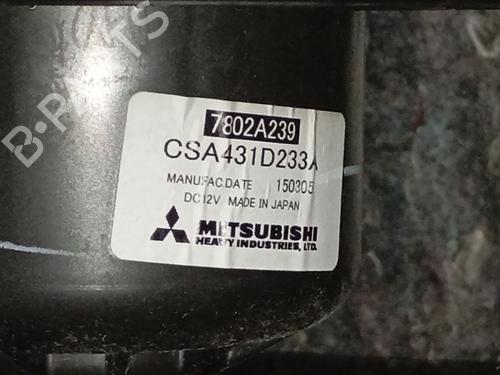 7802A239
CSA431D233A
MANUFAC.DATE 150305
DC12V MADE IN JAPAN
MITSUBISHI
HEAVY INDUSTRIES, LTD.
B-PARTS